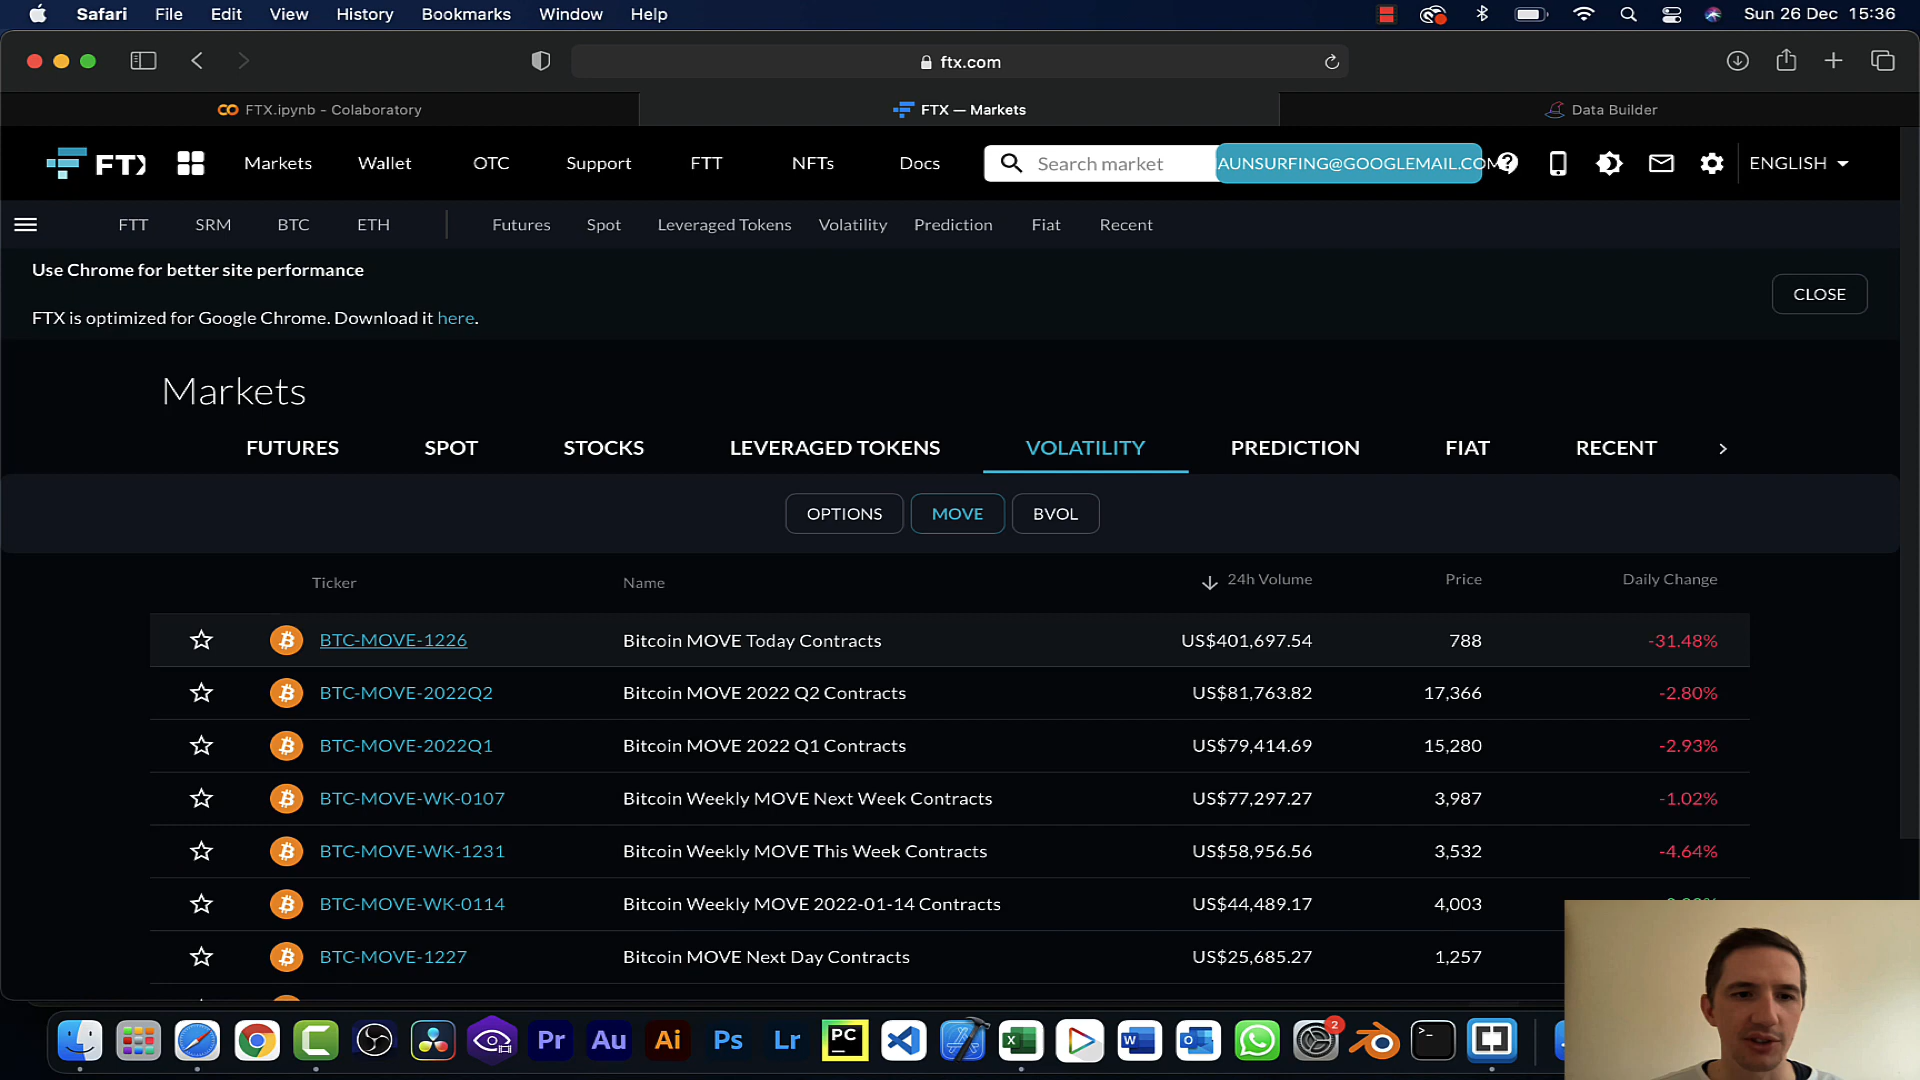 Safari File Edit View History Bookmarks Window Help Sun 26 Dec 15:36
ftx.com
FTX.ipynb - Colaboratory FTX — Markets Data Builder
FTX Markets Wallet OTC Support FTT NFTs Docs Search market AUNSURFING@GOOGLEMAIL.COM ENGLISH
FTT SRM BTC ETH Futures Spot Leveraged Tokens Volatility Prediction Fiat Recent
Use Chrome for better site performance
FTX is optimized for Google Chrome. Download it here.
CLOSE
Markets
FUTURES SPOT STOCKS LEVERAGED TOKENS VOLATILITY PREDICTION FIAT RECENT
OPTIONS MOVE BVOL
Ticker Name 24h Volume Price Daily Change
BTC-MOVE-1226 Bitcoin MOVE Today Contracts US$401,697.54 788 -31.48%
BTC-MOVE-2022Q2 Bitcoin MOVE 2022 Q2 Contracts US$81,763.82 17,366 -2.80%
BTC-MOVE-2022Q1 Bitcoin MOVE 2022 Q1 Contracts US$79,414.69 15,280 -2.93%
BTC-MOVE-WK-0107 Bitcoin Weekly MOVE Next Week Contracts US$77,297.27 3,987 -1.02%
BTC-MOVE-WK-1231 Bitcoin Weekly MOVE This Week Contracts US$58,956.56 3,532 -4.64%
BTC-MOVE-WK-0114 Bitcoin Weekly MOVE 2022-01-14 Contracts US$44,489.17 4,003
BTC-MOVE-1227 Bitcoin MOVE Next Day Contracts US$25,685.27 1,257
Pr Au Ai Ps Lr PC X W O 2